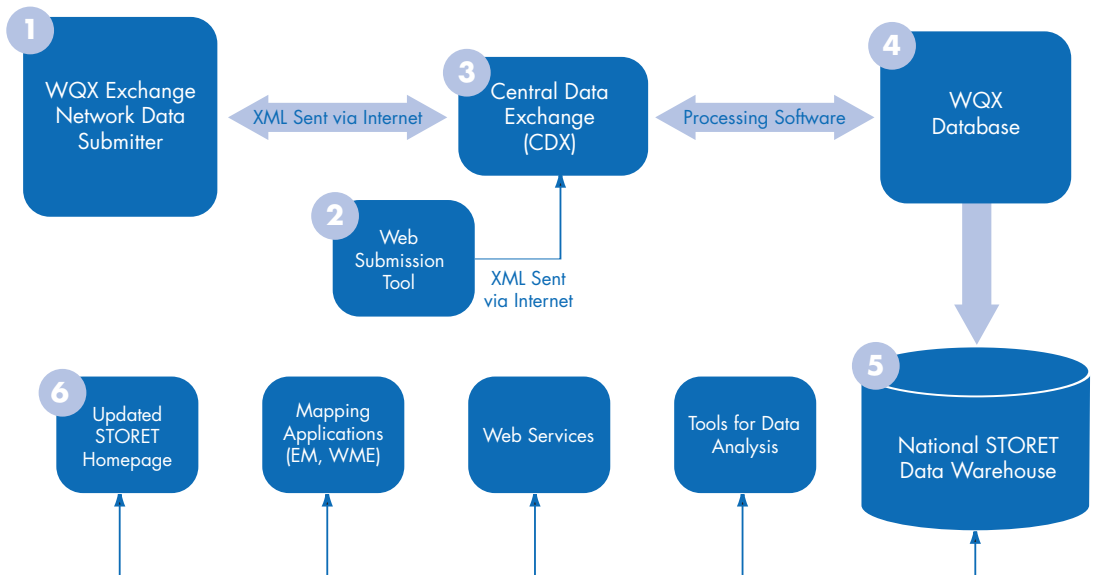 1
WQX Exchange
Network Data
Submitter
XML Sent via Internet
3
Central Data
Exchange
(CDX)
Processing Software
4
WQX
Database
2
Web
Submission
Tool
XML Sent
via Internet
6
Updated
STORET
Homepage
Mapping
Applications
(EM, WME)
Web Services
Tools for Data
Analysis
5
National STORET
Data Warehouse